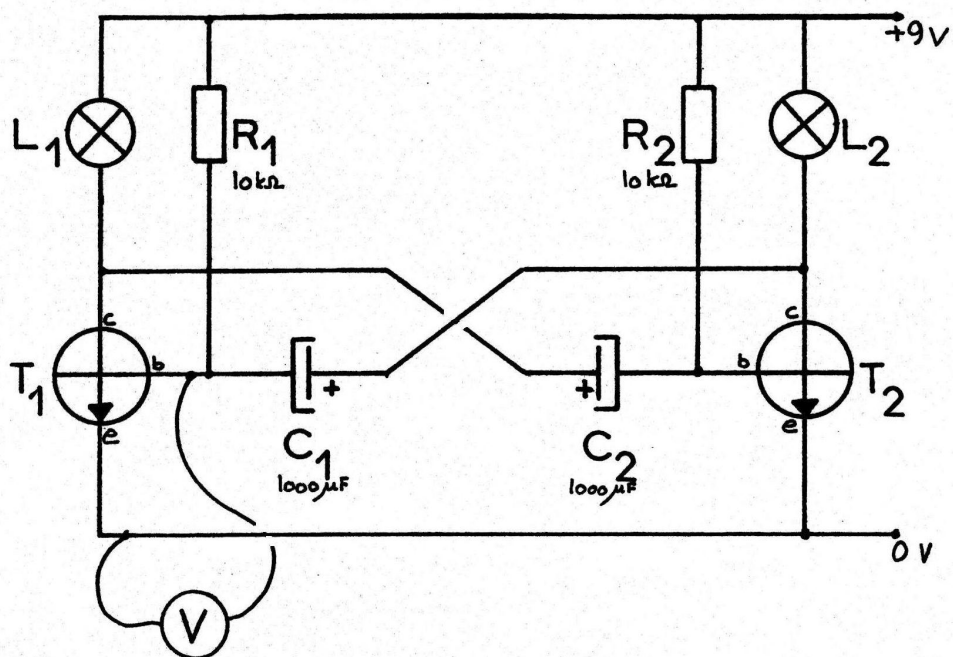 +9V
L1
R1
10kΩ
R2
10kΩ
L2
c
c
T1
b
b
T2
e
e
+
+
C1
1000µF
C2
1000µF
0V
V